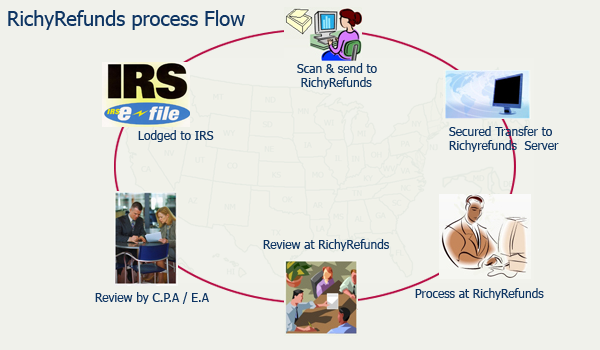 RichyRefunds process Flow
Scan & send to
RichyRefunds
Secured Transfer to
Richyrefunds Server
Process at RichyRefunds
Review at RichyRefunds
Review by C.P.A / E.A
IRS
IRS e file
Lodged to IRS